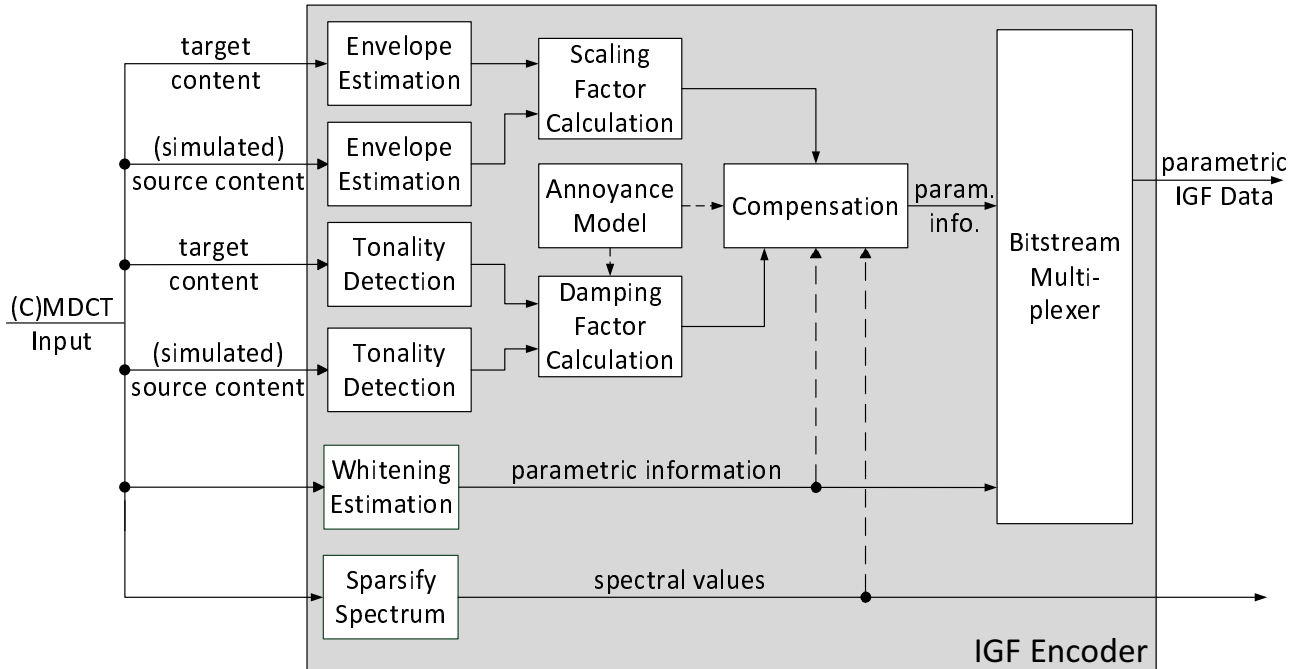 (C)MDCT
Input
target
content
(simulated)
source content
target
content
(simulated)
source content
Envelope
Estimation
Envelope
Estimation
Tonality
Detection
Tonality
Detection
Whitening
Estimation
Sparsify
Spectrum
Scaling
Factor
Calculation
Annoyance
Model
Damping
Factor
Calculation
Compensation
param.
info.
parametric information
spectral values
Bitstream
Multi-
plexer
parametric
IGF Data
IGF Encoder